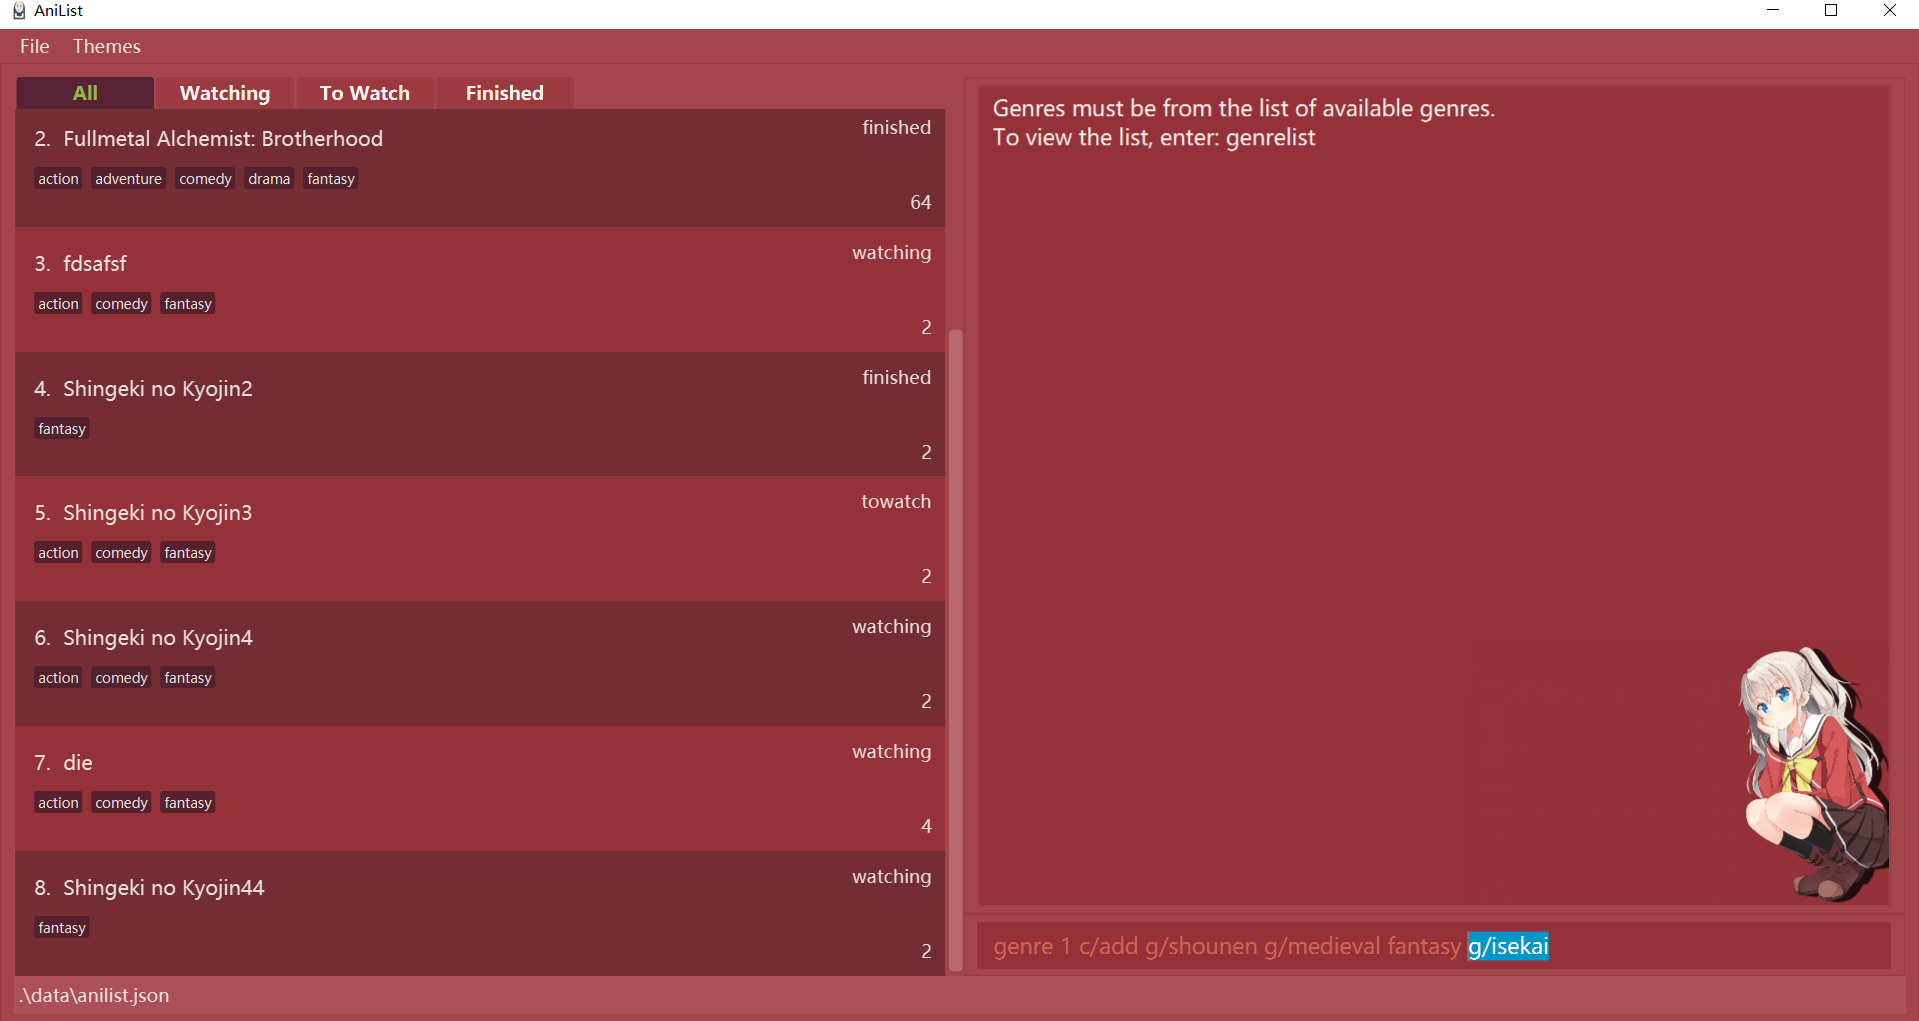 AniList
File Themes
All Watching To Watch Finished
2. Fullmetal Alchemist: Brotherhood
finished
action adventure comedy drama fantasy
64
3. fdsafsf
watching
action comedy fantasy
2
4. Shingeki no Kyojin2
finished
fantasy
2
5. Shingeki no Kyojin3
towatch
action comedy fantasy
2
6. Shingeki no Kyojin4
watching
action comedy fantasy
2
7. die
watching
action comedy fantasy
4
8. Shingeki no Kyojin44
watching
fantasy
2
Genres must be from the list of available genres.
To view the list, enter: genrelist
genre 1 c/add g/shounen g/medieval fantasy g/isekai
.\data\anilist.json